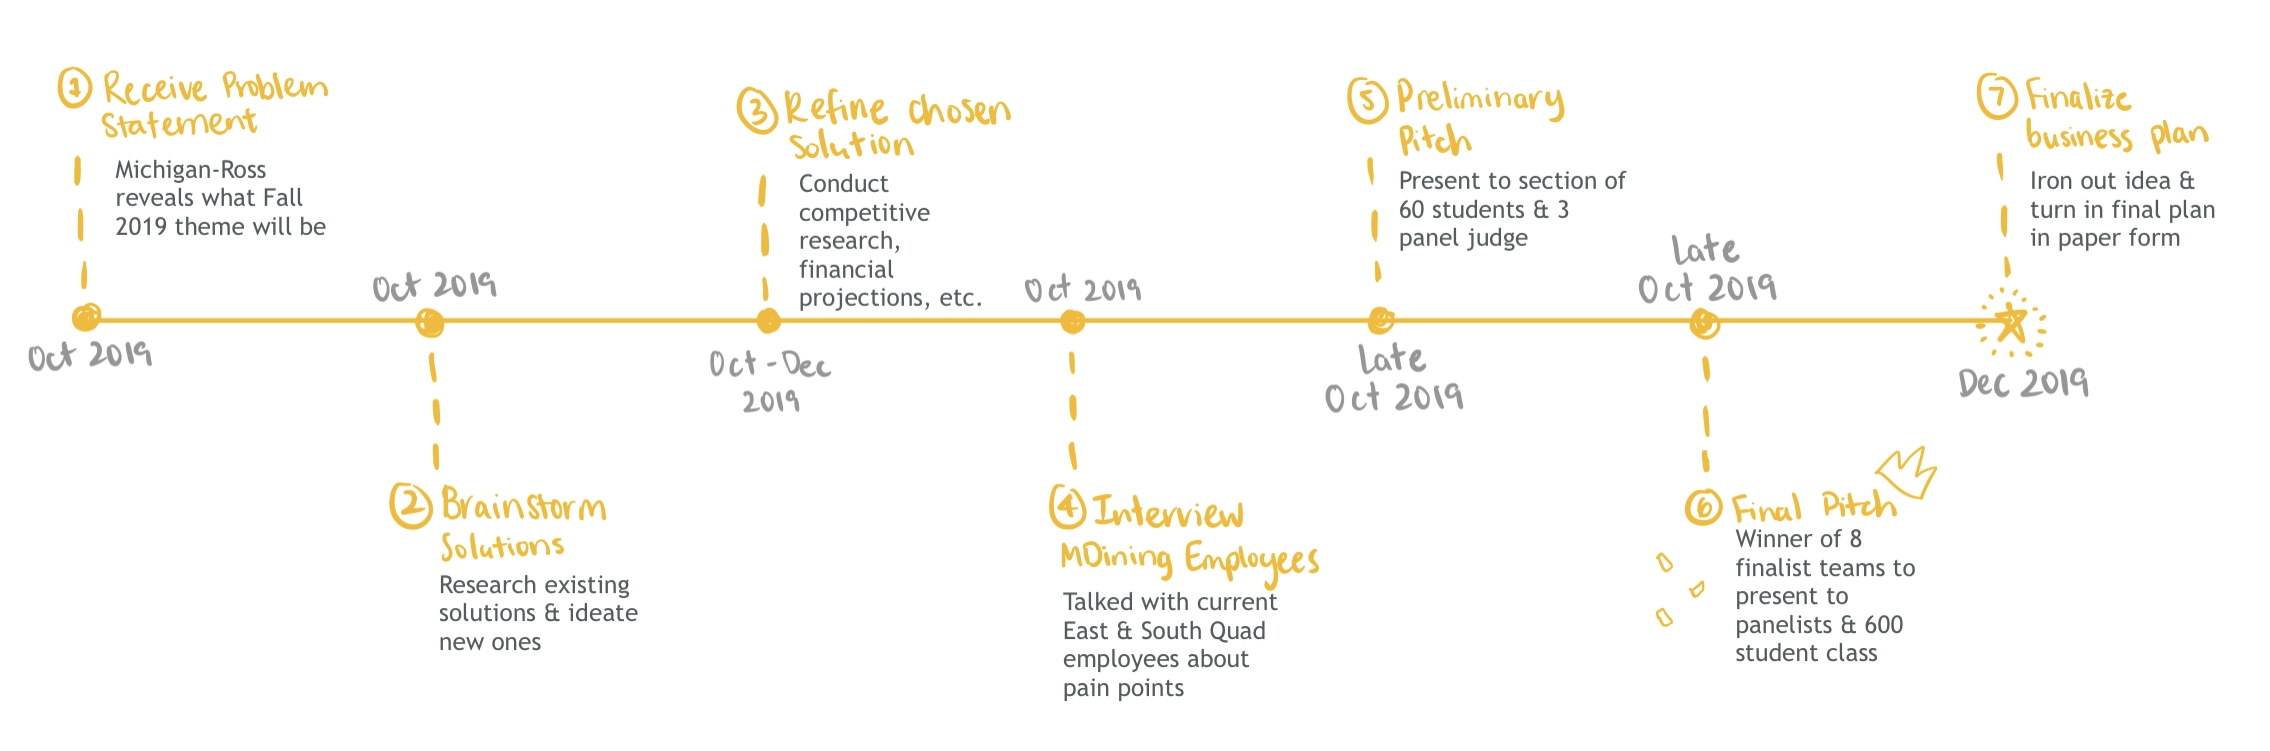 1 Receive Problem
Statement
Michigan-Ross
reveals what Fall
2019 theme will be
Oct 2019
Oct 2019
2 Brainstorm
Solutions
Research existing
solutions & ideate
new ones
3 Refine chosen
solution
Conduct
competitive
research,
financial
projections, etc.
Oct - Dec
2019
Oct 2019
4 Interview
MDining Employees
Talked with current
East & South Quad
employees about
pain points
5 Preliminary
Pitch
Present to section of
60 students & 3
panel judge
Late
Oct 2019
Late
Oct 2019
6 Final Pitch
Winner of 8
finalist teams to
present to
panelists & 600
student class
7 Finalize
business plan
Iron out idea &
turn in final plan
in paper form
Dec 2019